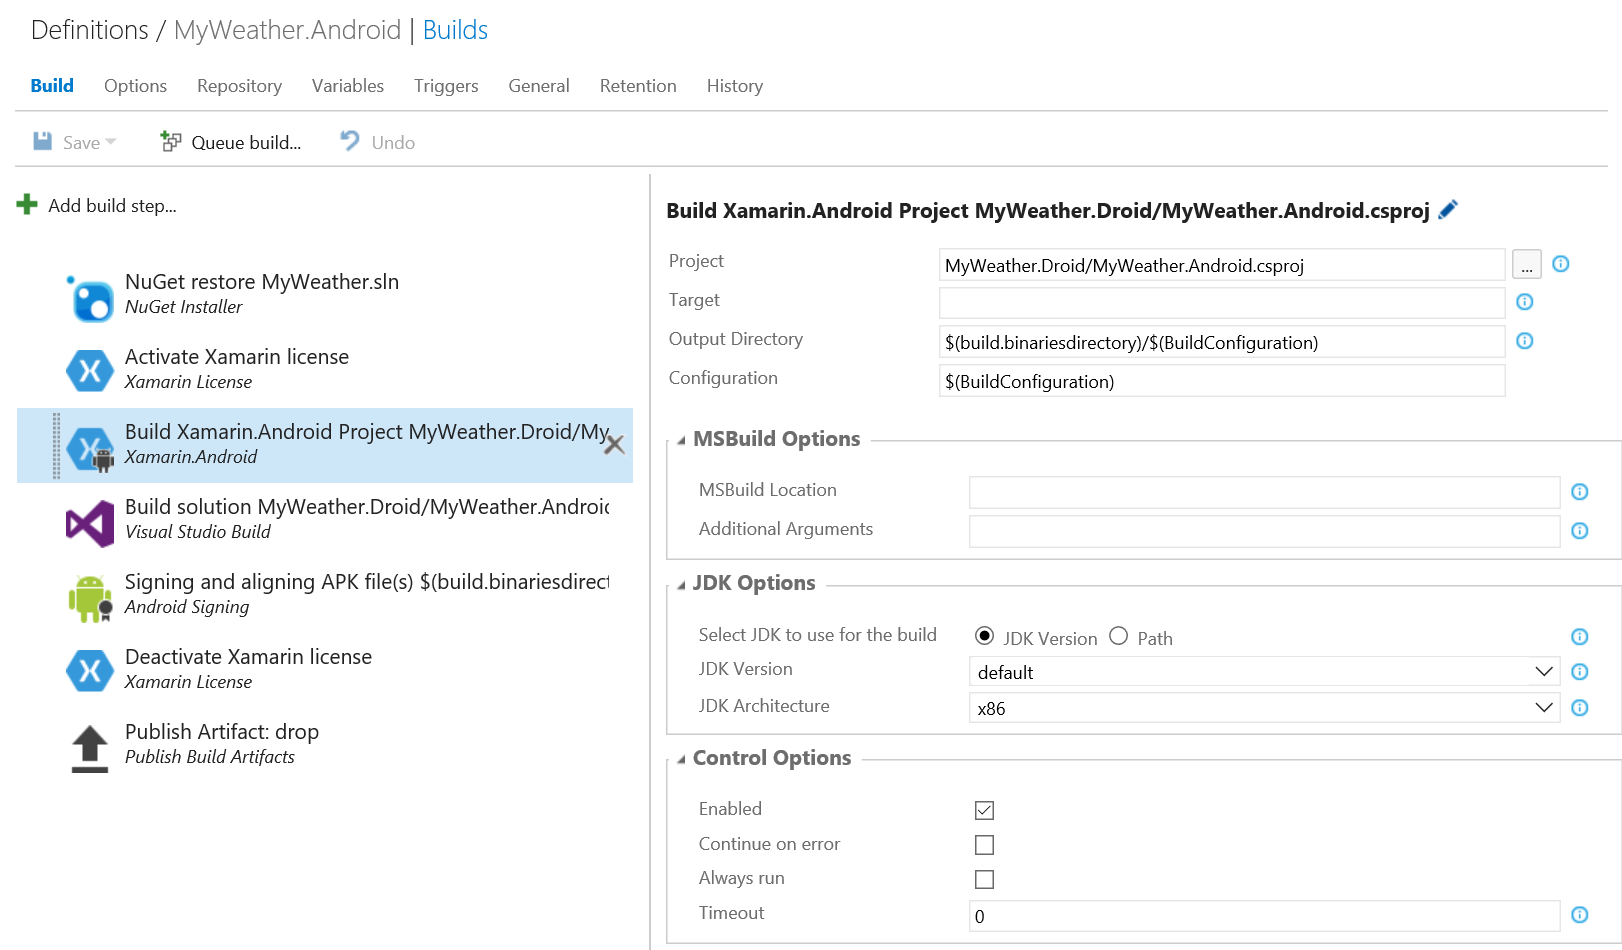 Definitions / MyWeather.Android | Builds
Build Options Repository Variables Triggers General Retention History
Save Queue build... Undo
Add build step...
NuGet restore MyWeather.sln
NuGet Installer
Activate Xamarin license
Xamarin License
Build Xamarin.Android Project MyWeather.Droid/My
Xamarin.Android
Build solution MyWeather.Droid/MyWeather.Androic
Visual Studio Build
Signing and aligning APK file(s) $(build.binariesdirect
Android Signing
Deactivate Xamarin license
Xamarin License
Publish Artifact: drop
Publish Build Artifacts
Build Xamarin.Android Project MyWeather.Droid/MyWeather.Android.csproj
Project MyWeather.Droid/MyWeather.Android.csproj ...
Target
Output Directory $(build.binariesdirectory)/$(BuildConfiguration)
Configuration $(BuildConfiguration)
MSBuild Options
MSBuild Location
Additional Arguments
JDK Options
Select JDK to use for the build JDK Version Path
JDK Version default
JDK Architecture x86
Control Options
Enabled
Continue on error
Always run
Timeout 0